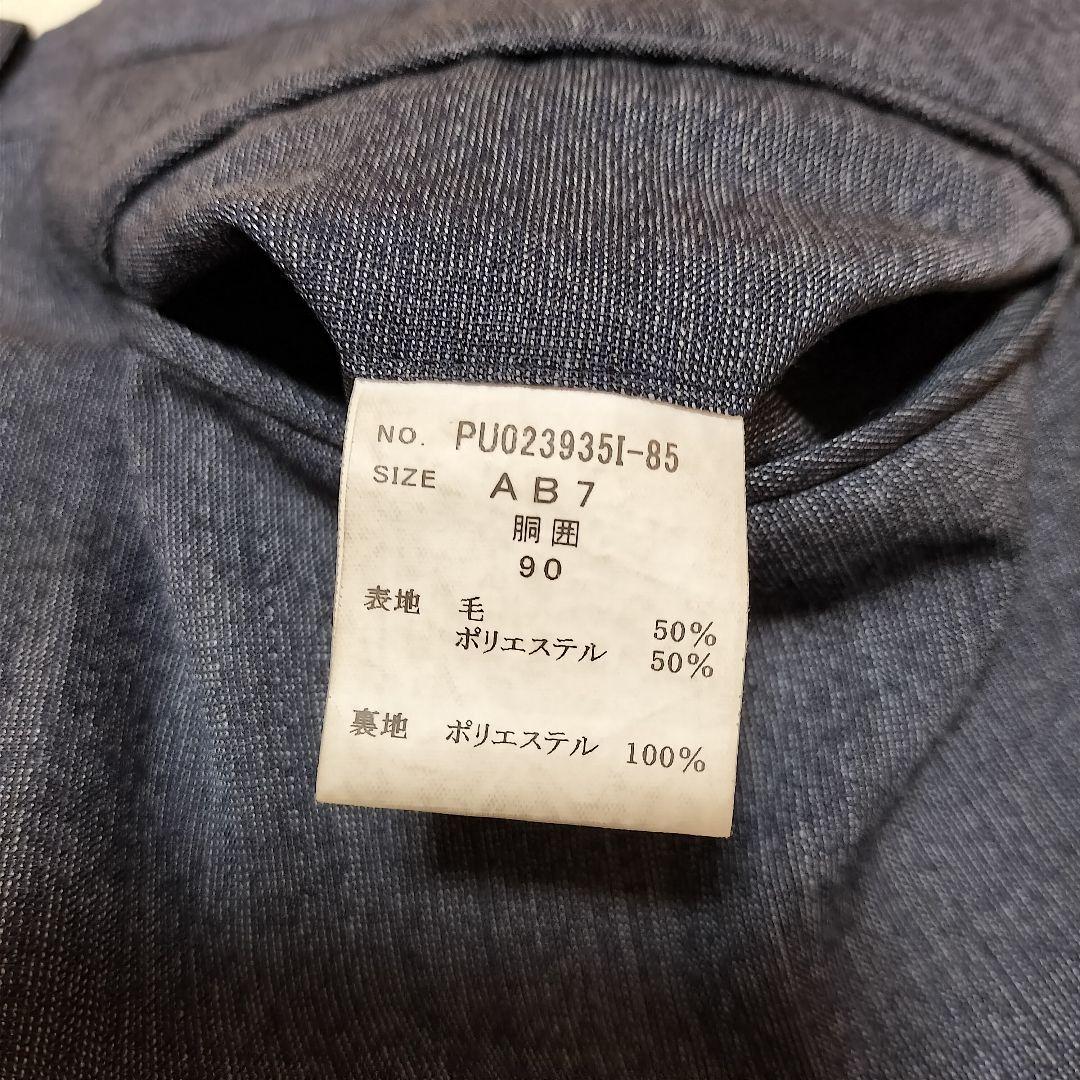 NO. PU023935I-85
SIZE AB7
胴囲
90
表地 毛 50%
ポリエステル 50%
裏地 ポリエステル 100%